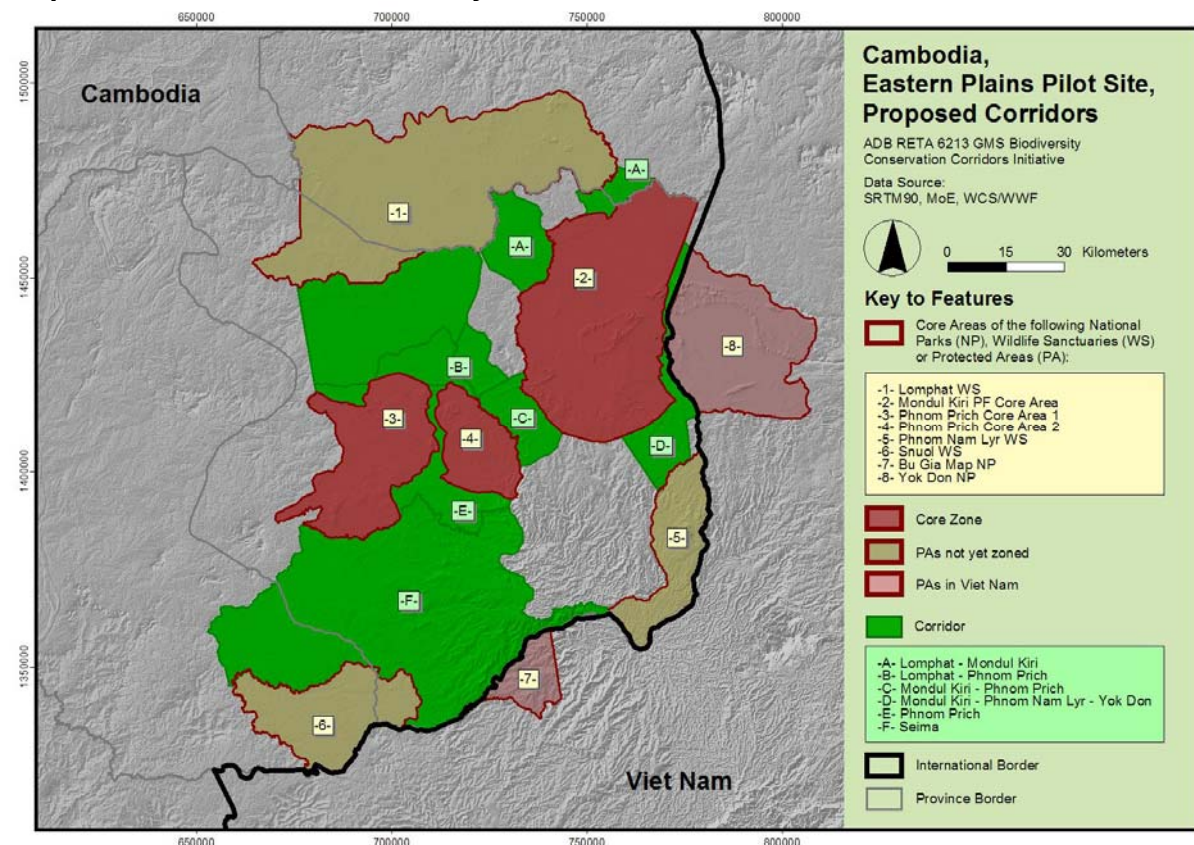 650000 700000 750000 800000
1500000
1450000
1400000
1350000
Cambodia
Viet Nam
-1-
-A-
-A-
-2-
-8-
-B-
-3-
-4-
-C-
-D-
-E-
-5-
-F-
-7-
-6-
650000 700000 750000 800000
Cambodia,
Eastern Plains Pilot Site,
Proposed Corridors
ADB RETA 6213 GMS Biodiversity
Conservation Corridors Initiative
Data Source:
SRTM90, MoE, WCS/WWF
0 15 30 Kilometers
Key to Features
Core Areas of the following National
Parks (NP), Wildlife Sanctuaries (WS)
or Protected Areas (PA):
-1- Lomphat WS
-2- Mondul Kiri PF Core Area
-3- Phnom Prich Core Area 1
-4- Phnom Prich Core Area 2
-5- Phnom Nam Lyr WS
-6- Snuol WS
-7- Bu Gia Map NP
-8- Yok Don NP
Core Zone
PAs not yet zoned
PAs in Viet Nam
Corridor
-A- Lomphat - Mondul Kiri
-B- Lomphat - Phnom Prich
-C- Mondul Kiri - Phnom Prich
-D- Mondul Kiri - Phnom Nam Lyr - Yok Don
-E- Phnom Prich
-F- Seima
International Border
Province Border